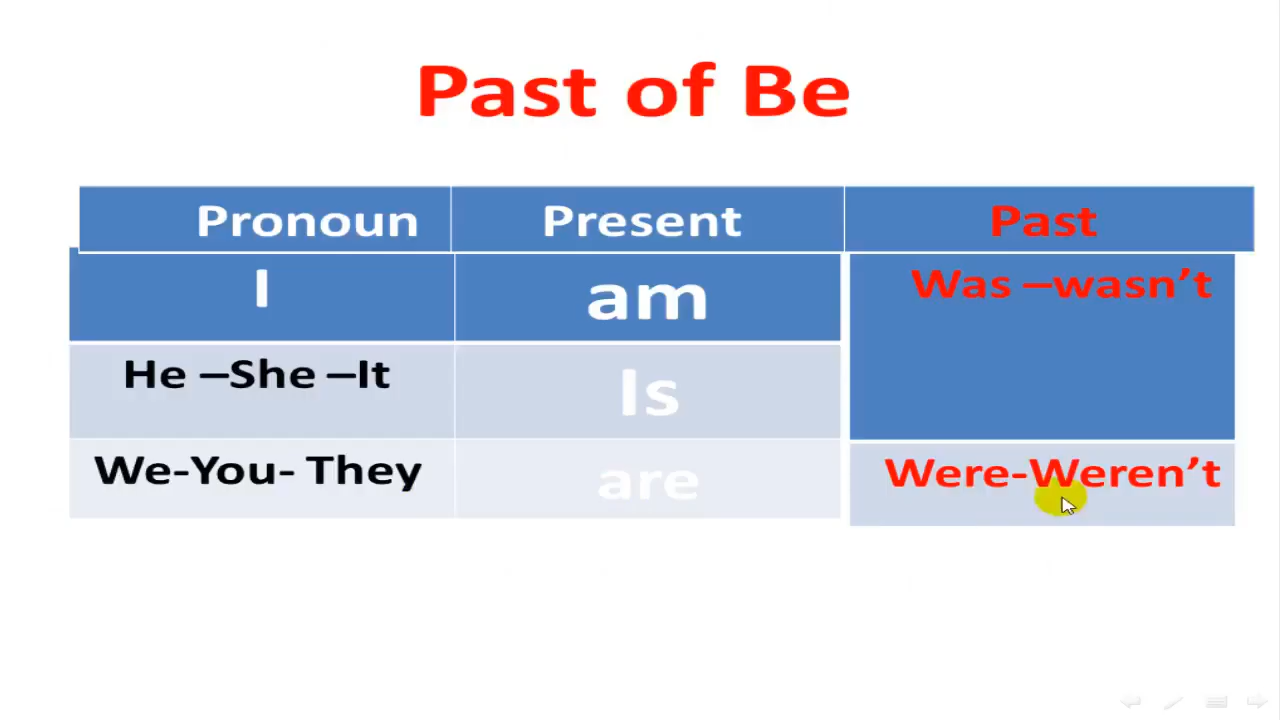 Past of Be
Pronoun Present Past
I am Was –wasn’t
He –She –It Is
We-You- They are Were-Weren’t